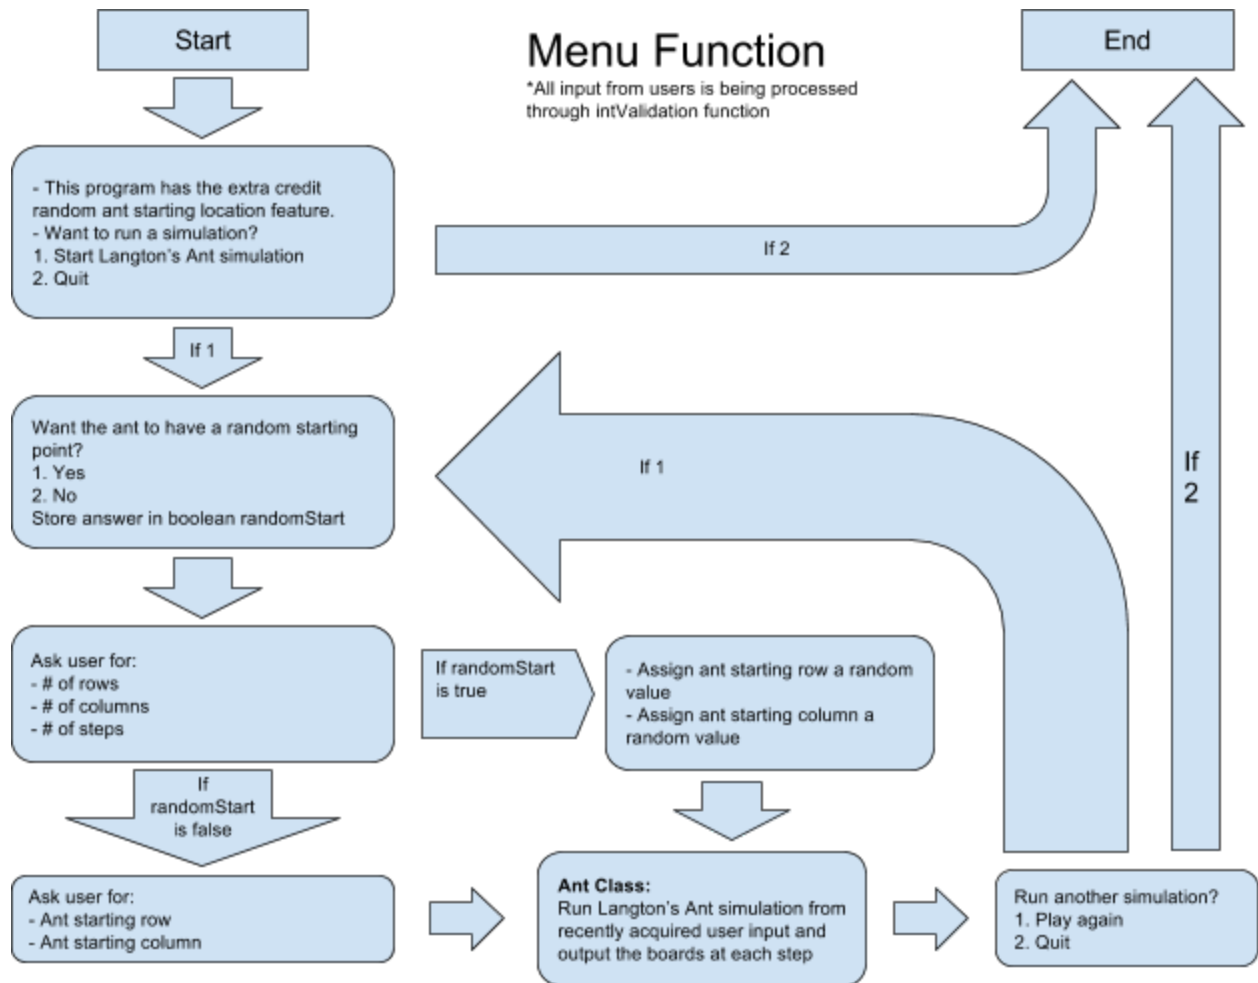 Start
Menu Function
*All input from users is being processed
through intValidation function
End
- This program has the extra credit
random ant starting location feature.
- Want to run a simulation?
1. Start Langton's Ant simulation
2. Quit
If 2
If 1
Want the ant to have a random starting
point?
1. Yes
2. No
Store answer in boolean randomStart
If 1
If
2
Ask user for:
- # of rows
- # of columns
- # of steps
If randomStart
is true
- Assign ant starting row a random
value
- Assign ant starting column a
random value
If
randomStart
is false
Ask user for:
- Ant starting row
- Ant starting column
Ant Class:
Run Langton's Ant simulation from
recently acquired user input and
output the boards at each step
Run another simulation?
1. Play again
2. Quit